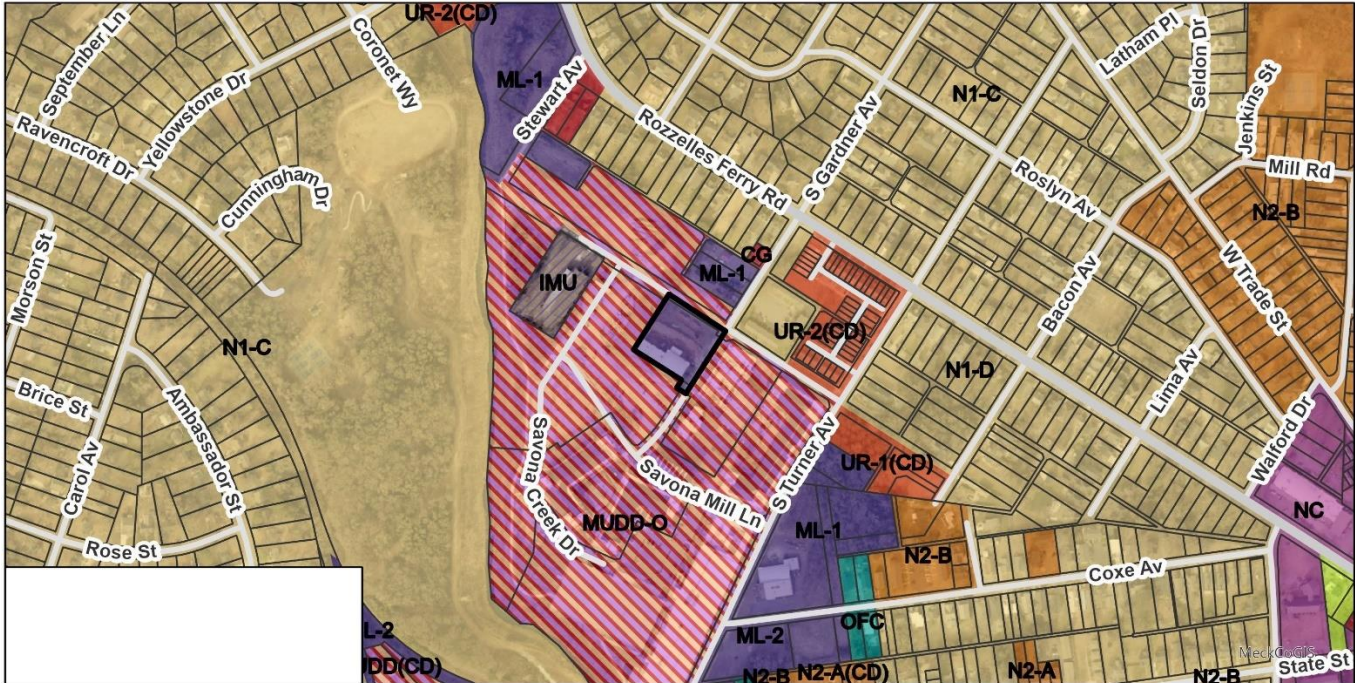 UR-2(CD)
September Ln
Coronet Wy
Latham Pl
Seldon Dr
ML-1
Yellowstone Dr
Stewart Av
N1-C
Jenkins St
Ravencroft Dr
Rozzelles Ferry Rd
S Gardner Av
Mill Rd
Cunningham Dr
Roslyn Av
N2-B
Morson St
CG
ML-1
IMU
W Trade St
Bacon Av
UR-2(CD)
N1-C
N1-D
Lima Av
Brice St
Ambassador St
Carol Av
Walford Dr
Savona Creek Dr
S Turner Av
UR-1(CD)
Savona Mill Ln
NC
MUDD-O
ML-1
Rose St
N2-B
Coxe Av
OFC
L-2
ML-2
MeckCoGIS
UDD(CD)
N2-B
N2-A(CD)
N2-A
N2-B
State St